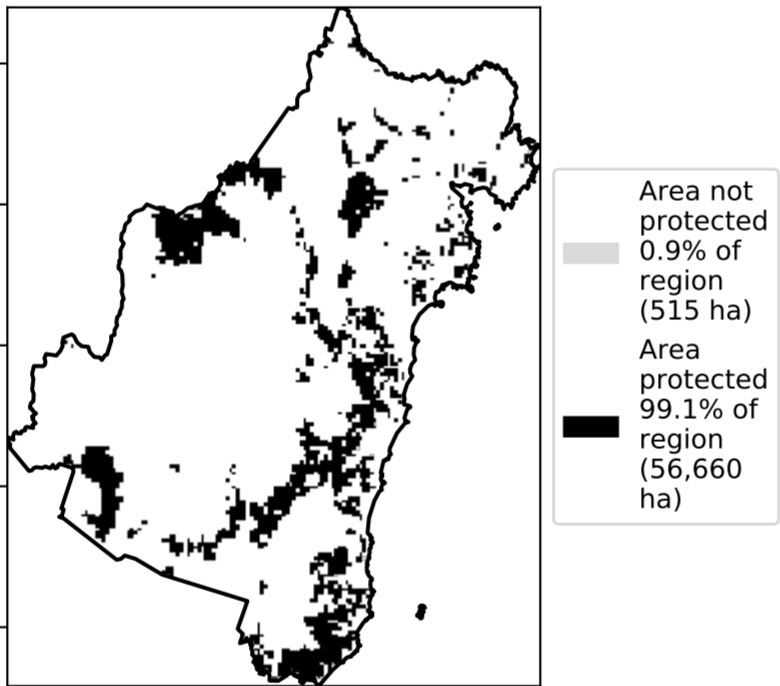 Area not
protected
0.9% of
region
(515 ha)
Area
protected
99.1% of
region
(56,660
ha)